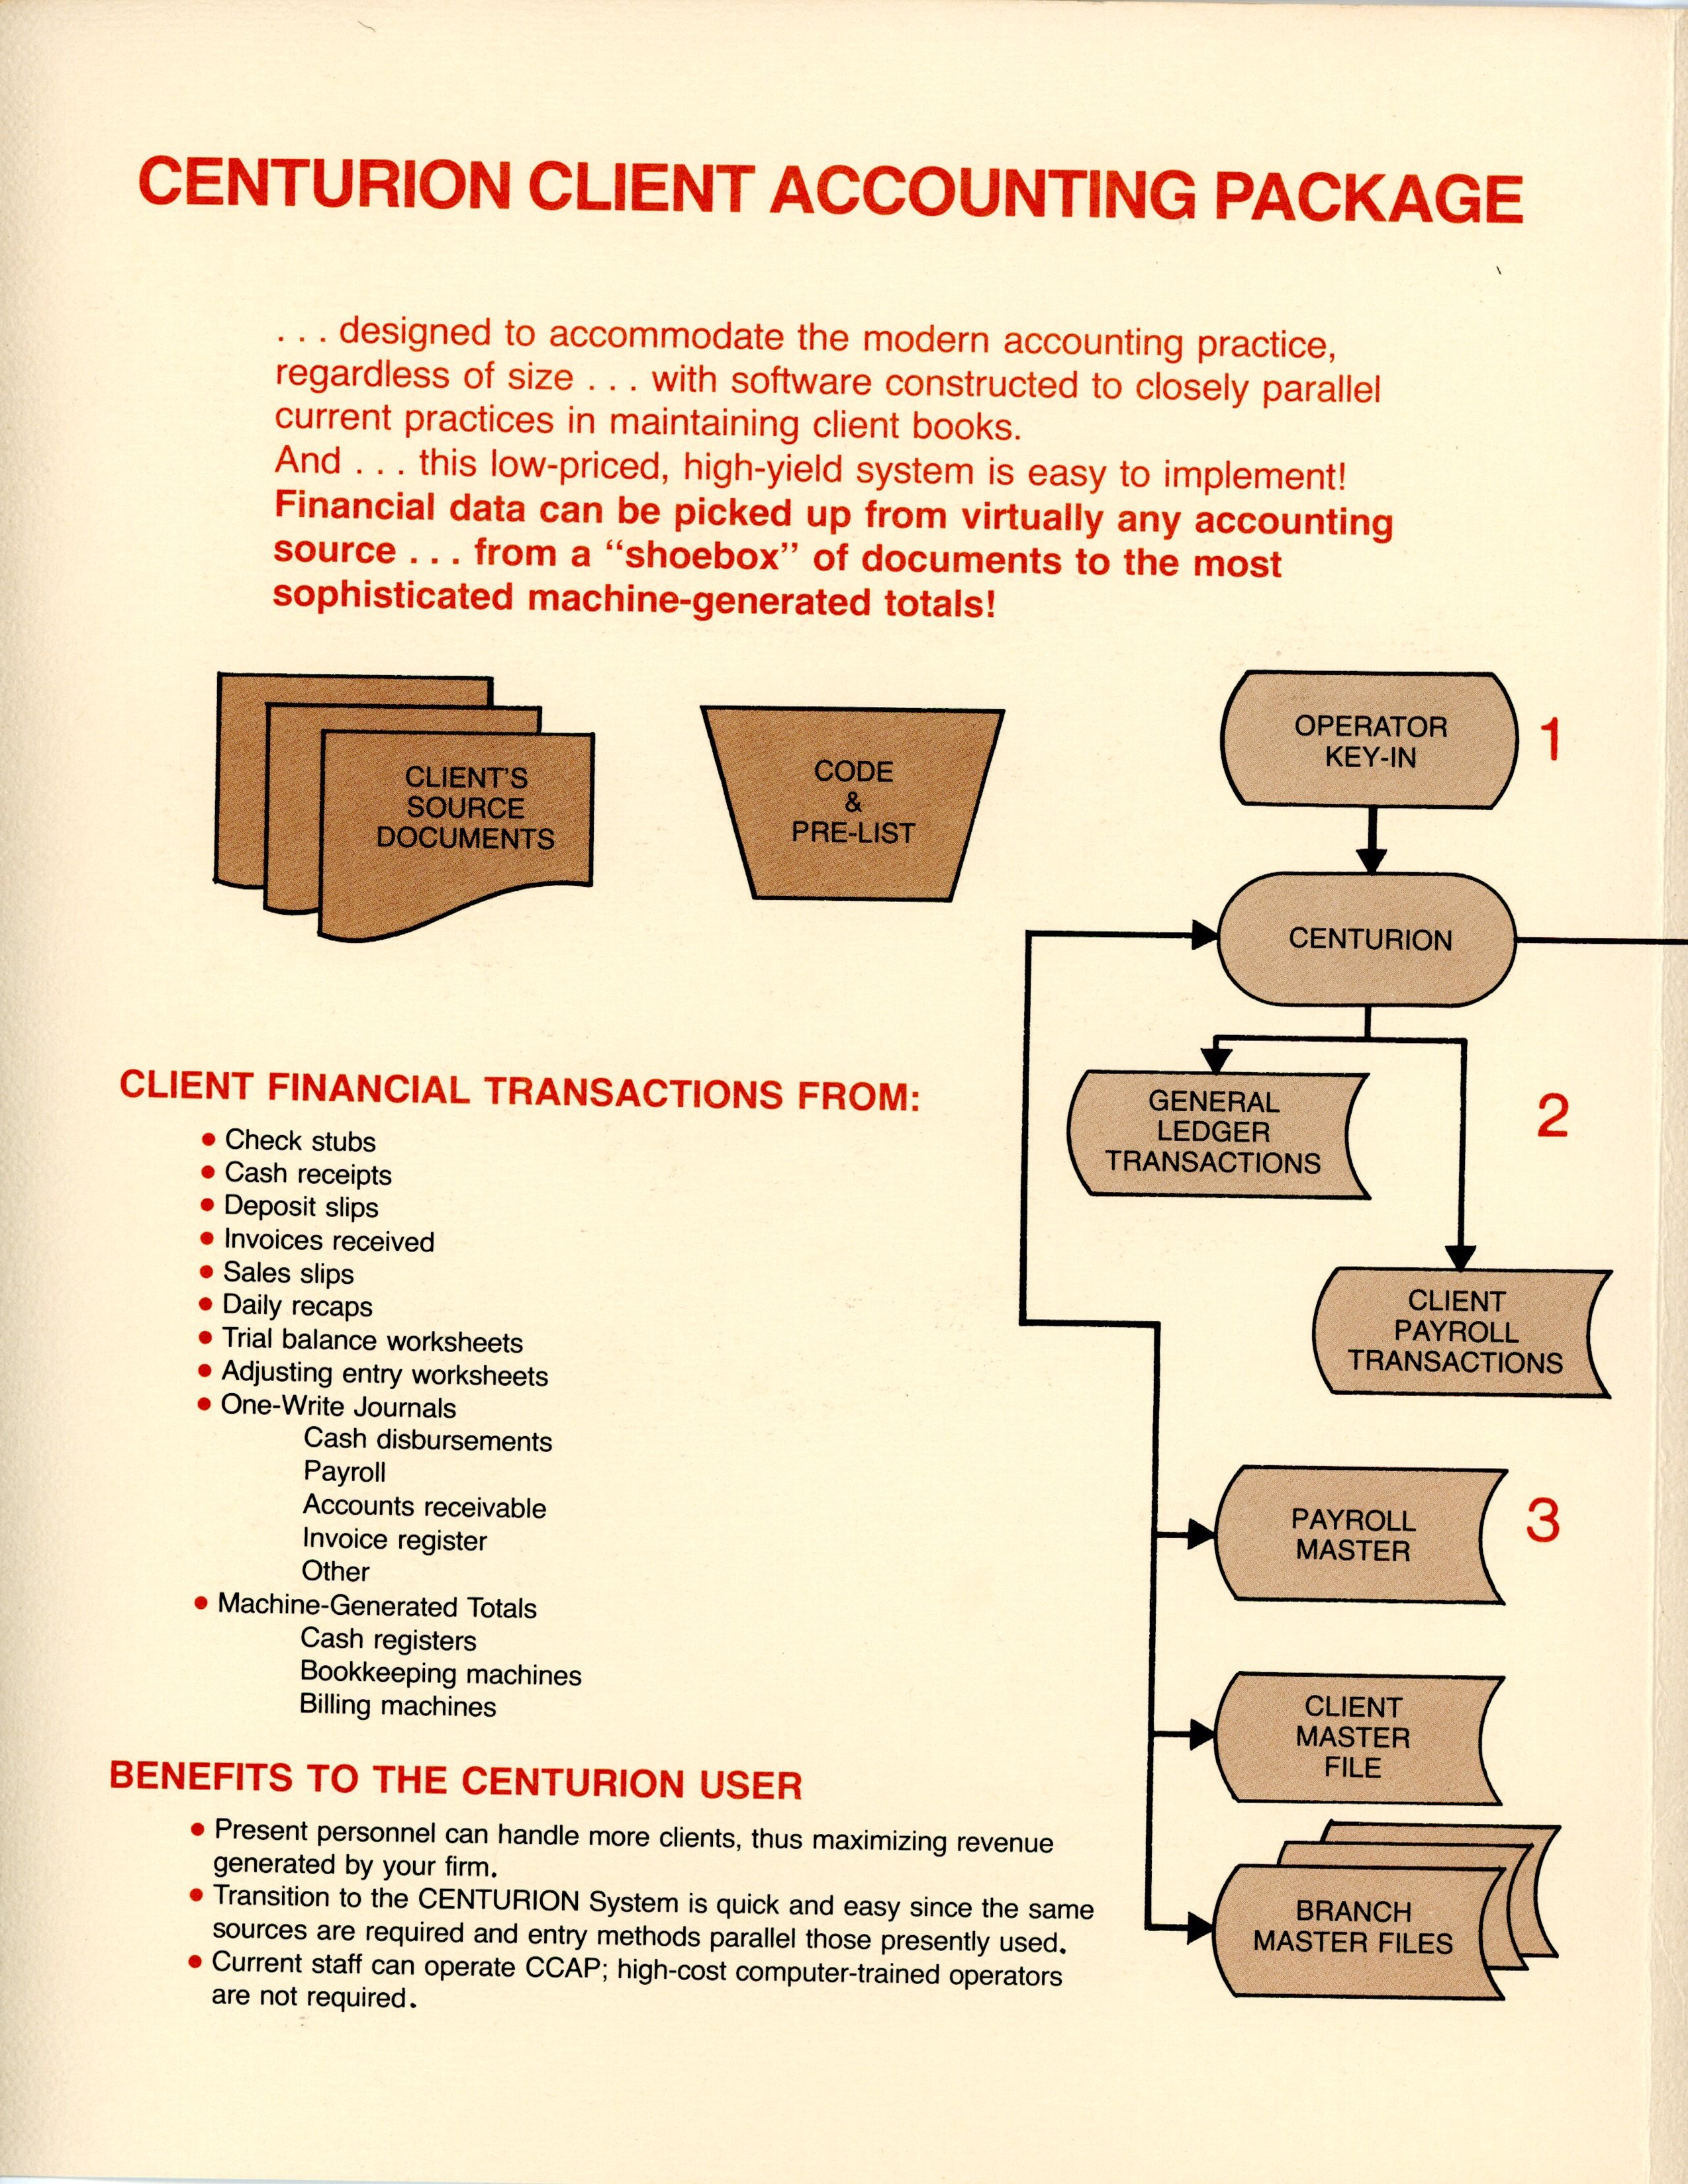 CENTURION CLIENT ACCOUNTING PACKAGE
. . . designed to accommodate the modern accounting practice,
regardless of size . . . with software constructed to closely parallel
current practices in maintaining client books.
And . . . this low-priced, high-yield system is easy to implement!
Financial data can be picked up from virtually any accounting
source . . . from a “shoebox” of documents to the most
sophisticated machine-generated totals!
CLIENT'S
SOURCE
DOCUMENTS
CODE
&
PRE-LIST
OPERATOR
KEY-IN
1
CENTURION
GENERAL
LEDGER
TRANSACTIONS
2
CLIENT
PAYROLL
TRANSACTIONS
PAYROLL
MASTER
3
CLIENT
MASTER
FILE
BRANCH
MASTER FILES
CLIENT FINANCIAL TRANSACTIONS FROM:
• Check stubs
• Cash receipts
• Deposit slips
• Invoices received
• Sales slips
• Daily recaps
• Trial balance worksheets
• Adjusting entry worksheets
• One-Write Journals
Cash disbursements
Payroll
Accounts receivable
Invoice register
Other
• Machine-Generated Totals
Cash registers
Bookkeeping machines
Billing machines
BENEFITS TO THE CENTURION USER
• Present personnel can handle more clients, thus maximizing revenue
generated by your firm.
• Transition to the CENTURION System is quick and easy since the same
sources are required and entry methods parallel those presently used.
• Current staff can operate CCAP; high-cost computer-trained operators
are not required.